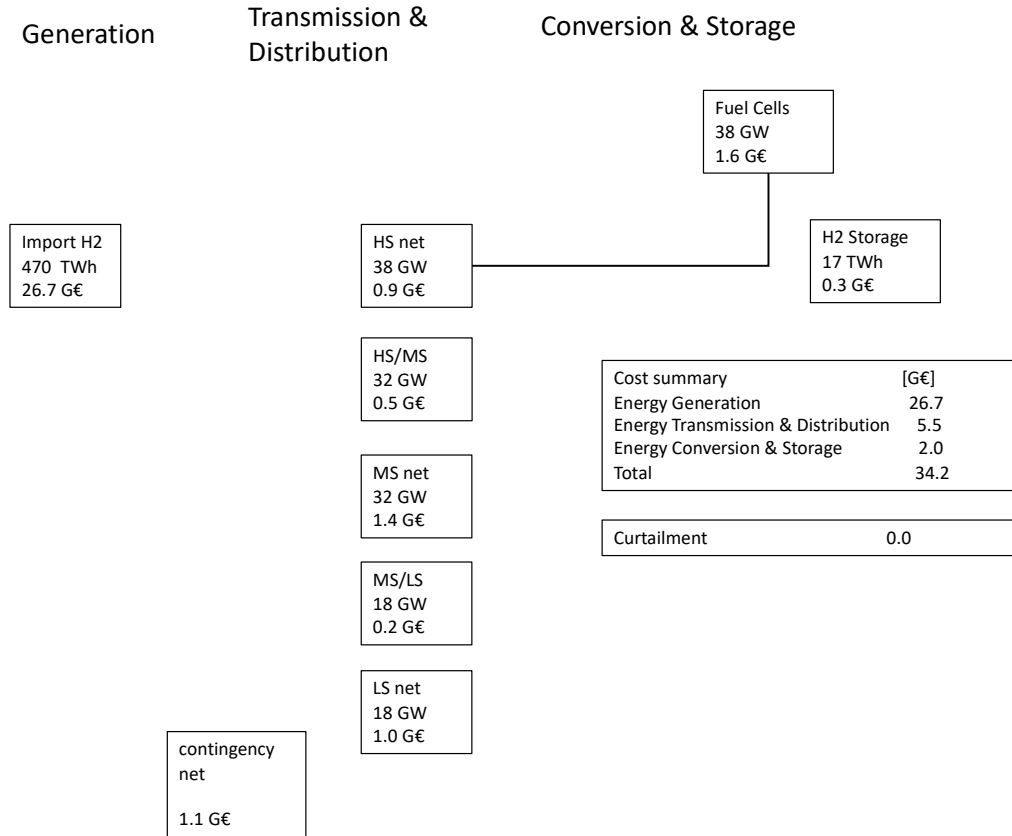 Generation
Transmission &
Distribution
Conversion & Storage
Fuel Cells
38 GW
1.6 G€
Import H2
470  TWh
26.7 G€
HS net
38 GW
0.9 G€
H2 Storage
17 TWh
0.3 G€
HS/MS
32 GW
0.5 G€
Cost summary [G€]
Energy Generation 26.7
Energy Transmission & Distribution 5.5
Energy Conversion & Storage 2.0
Total 34.2
MS net
32 GW
1.4 G€
Curtailment 0.0
MS/LS
18 GW
0.2 G€
LS net
18 GW
1.0 G€
contingency
net
1.1 G€